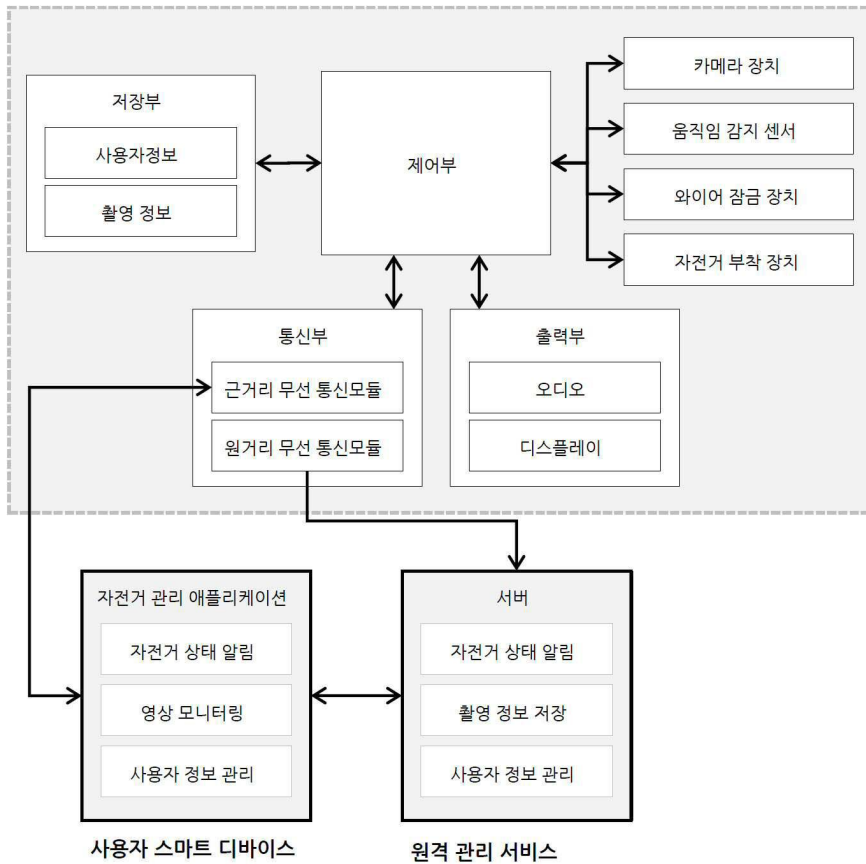 저장부
사용자정보
촬영 정보
제어부
카메라 장치
움직임 감지 센서
와이어 잠금 장치
자전거 부착 장치
통신부
근거리 무선 통신모듈
원거리 무선 통신모듈
출력부
오디오
디스플레이
자전거 관리 애플리케이션
자전거 상태 알림
영상 모니터링
사용자 정보 관리
사용자 스마트 디바이스
서버
자전거 상태 알림
촬영 정보 저장
사용자 정보 관리
원격 관리 서비스